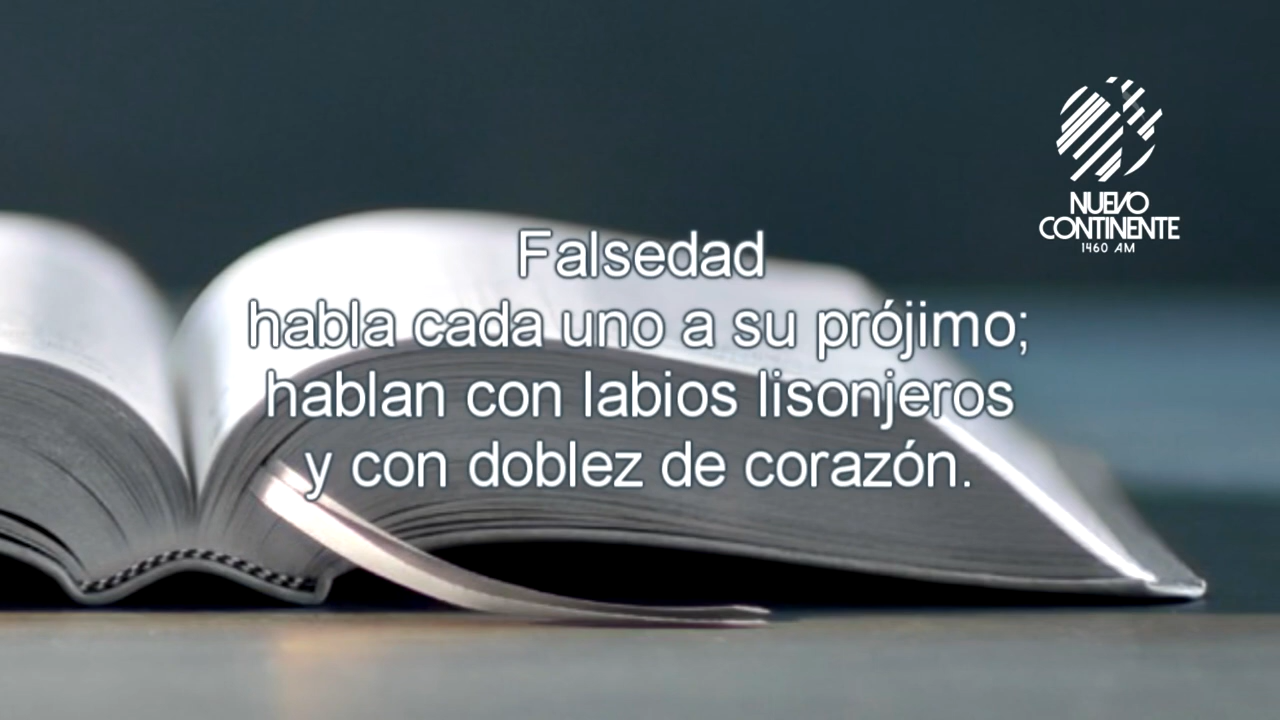 NUEVO
CONTINENTE
1460 AM
Falsedad
habla cada uno a su prójimo;
hablan con labios lisonjeros
y con doblez de corazón.